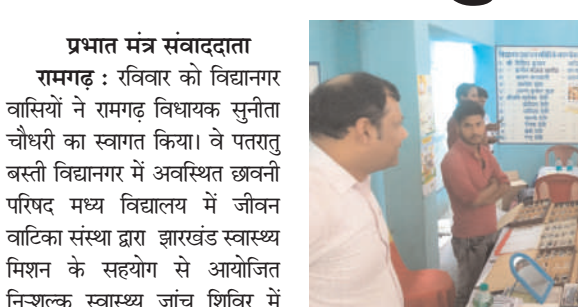 प्रभात मंत्र संवाददाता
रामगढ़ : रविवार को विद्यानगर
वासियों ने रामगढ़ विधायक सुनीता
चौधरी का स्वागत किया। वे पतरातु
बस्ती विद्यानगर में अवस्थित छावनी
परिषद मध्य विद्यालय में जीवन
वाटिका संस्था द्वारा झारखंड स्वास्थ्य
मिशन के सहयोग से आयोजित
निःशुल्क स्वास्थ्य जांच शिविर में